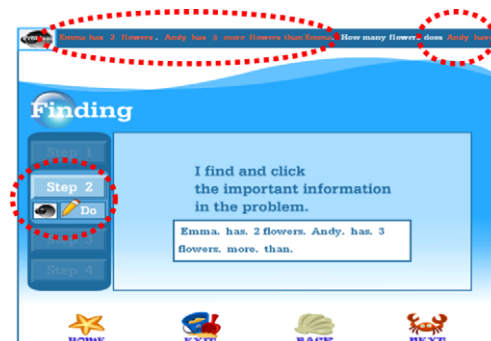 Emma has 2 flowers. Andy has 3 more flowers than Emma. How many flowers does Andy have
Finding
Step 1
Step 2
Do
Step 3
Step 4
I find and click
the important information
in the problem.
Emma. has. 2 flowers. Andy. has. 3
flowers. more. than.
HOME
EXIT
BACK
NEXT